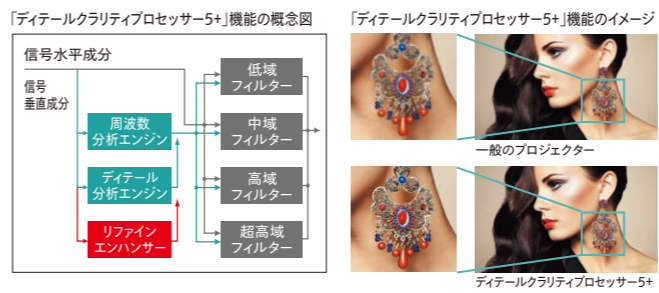 「ディテールクラリティプロセッサー5+」機能の概念図
「ディテールクラリティプロセッサー5+」機能のイメージ
信号水平成分
信号
垂直成分
周波数
分析エンジン
ディテール
分析エンジン
リファイン
エンハンサー
低域
フィルター
中域
フィルター
高域
フィルター
超高域
フィルター
一般のプロジェクター
ディテールクラリティプロセッサー5+